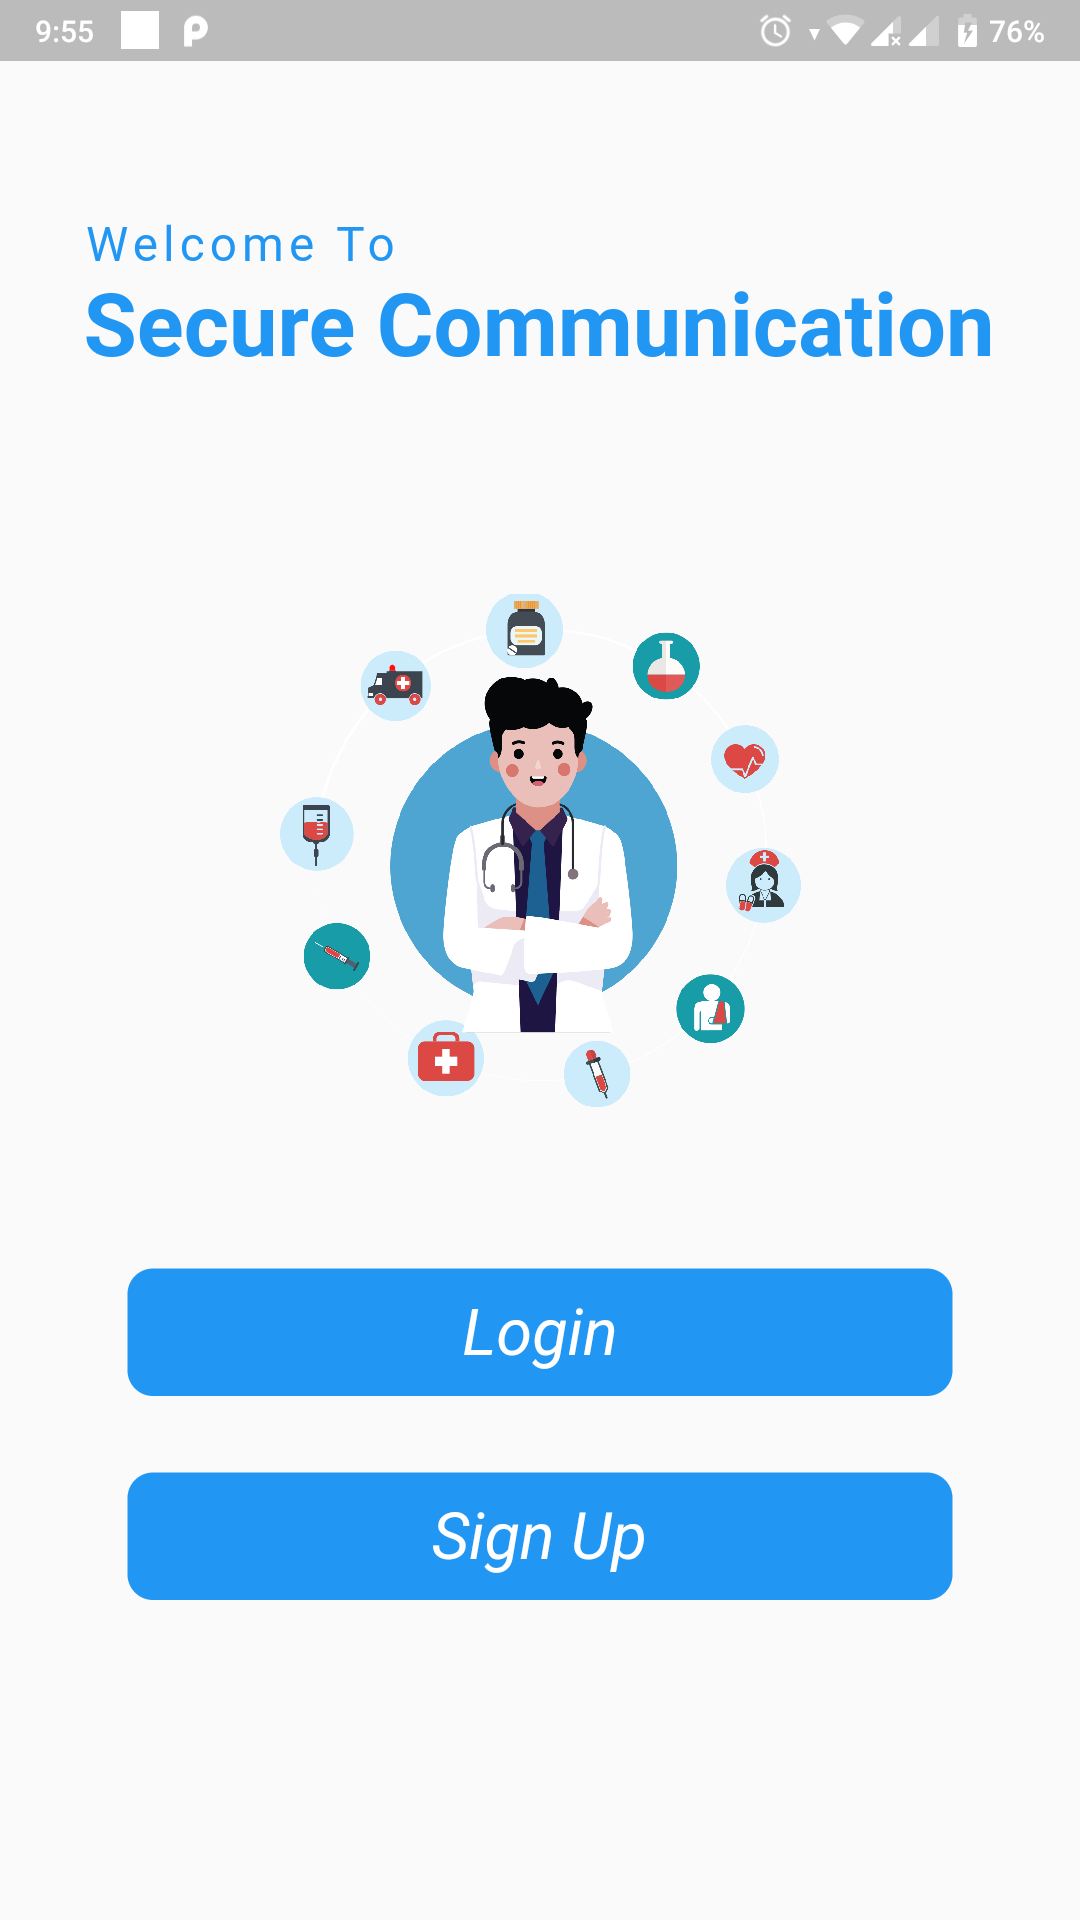 9:55 76%
Welcome To
Secure Communication
Login
Sign Up